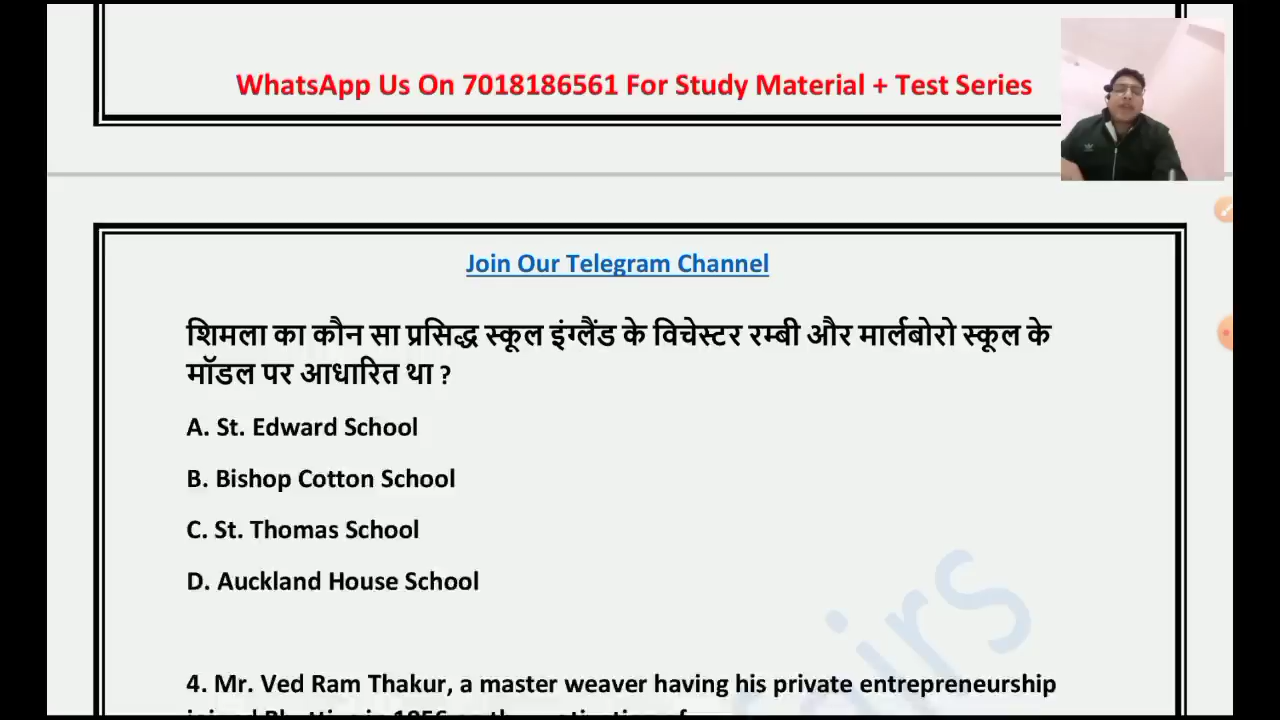 WhatsApp Us On 7018186561 For Study Material + Test Series
Join Our Telegram Channel
शिमला का कौन सा प्रसिद्ध स्कूल इंग्लैंड के विचेस्टर रम्बी और मार्लबोरो स्कूल के
मॉडल पर आधारित था ?
A. St. Edward School
B. Bishop Cotton School
C. St. Thomas School
D. Auckland House School
4. Mr. Ved Ram Thakur, a master weaver having his private entrepreneurship